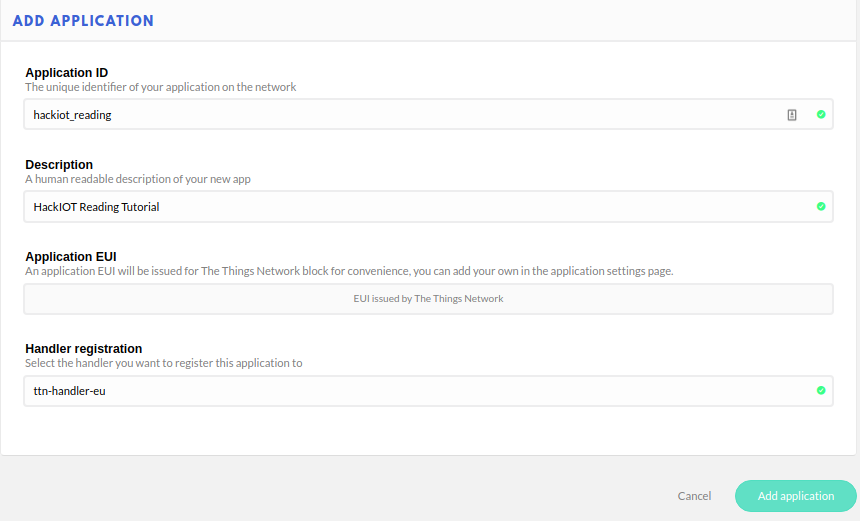 ADD APPLICATION
Application ID
The unique identifier of your application on the network
hackiot_reading
Description
A human readable description of your new app
HackIOT Reading Tutorial
Application EUI
An application EUI will be issued for The Things Network block for convenience, you can add your own in the application settings page.
EUI issued by The Things Network
Handler registration
Select the handler you want to register this application to
ttn-handler-eu
Cancel Add application